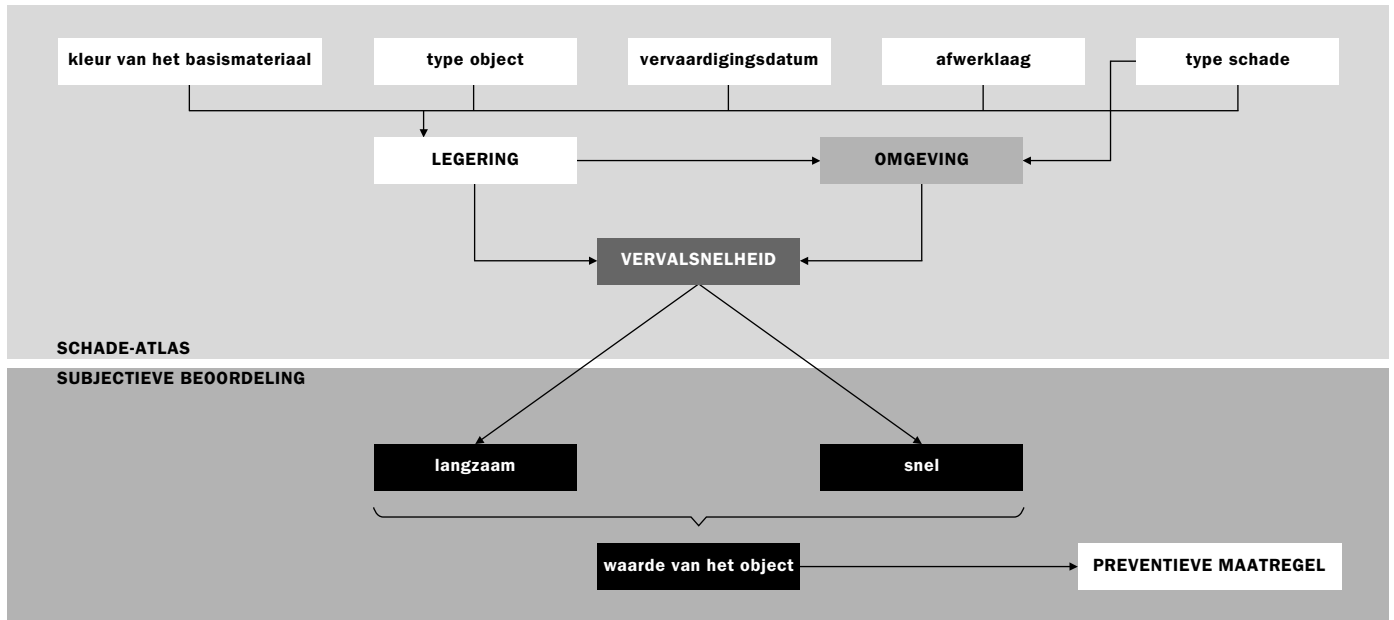 kleur van het basismateriaal
type object
vervaardigingsdatum
afwerklaag
type schade
LEGERING
OMGEVING
VERVALSNELHEID
SCHADE-ATLAS
SUBJECTIEVE BEOORDELING
langzaam
snel
waarde van het object
PREVENTIEVE MAATREGEL